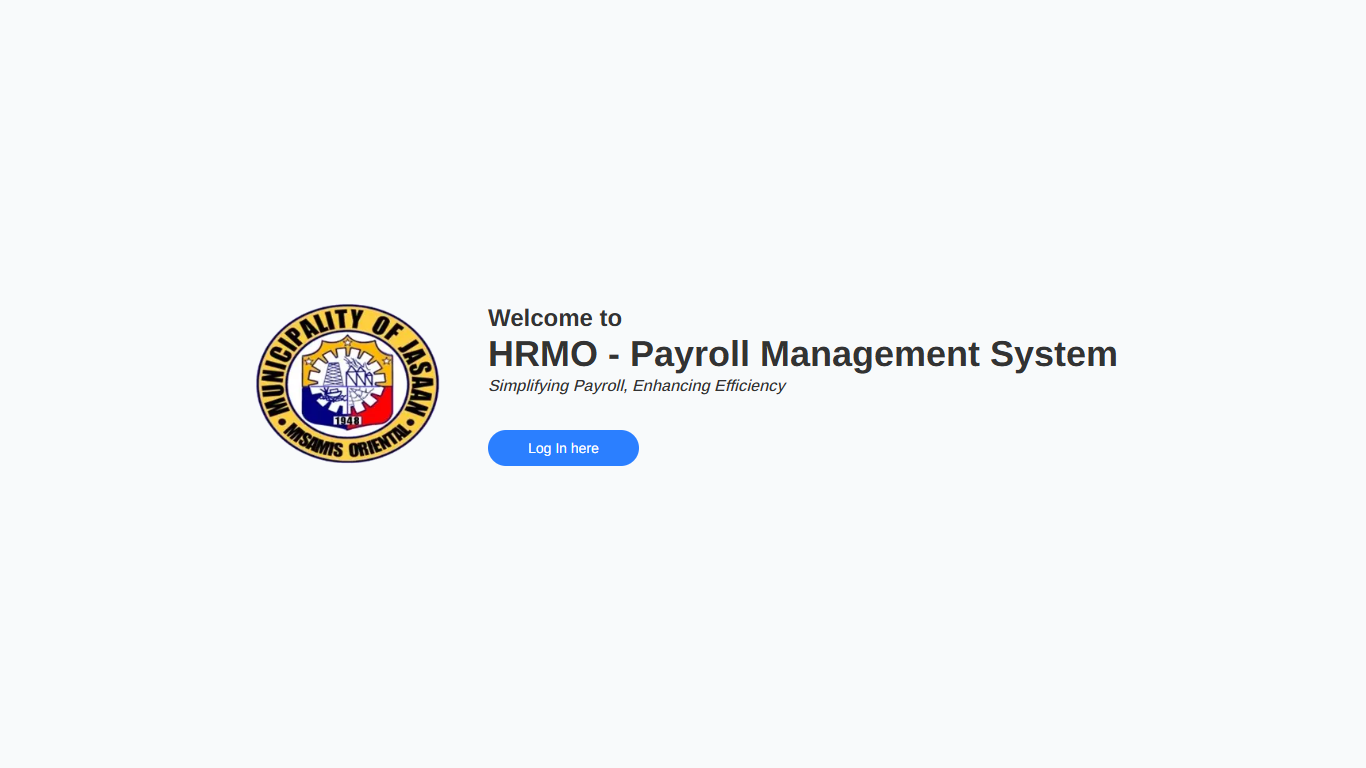 MUNICIPALITY OF JASAAN
1948
MISAMIS ORIENTAL
Welcome to
HRMO - Payroll Management System
Simplifying Payroll, Enhancing Efficiency
Log In here